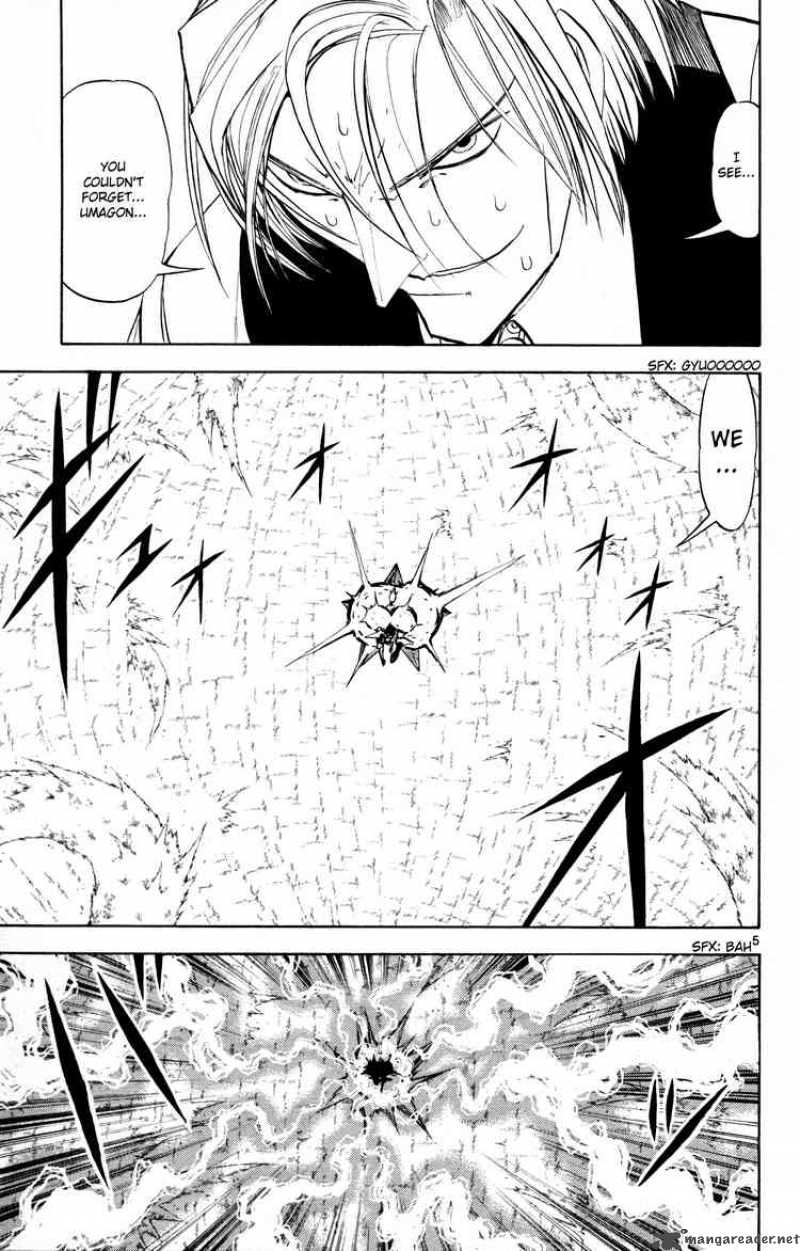 I
SEE...
YOU
COULDN'T
FORGET...
UMAGON...
SFX: GYUOOOOOO
WE
...
SFX: BAH
5
mangareader.net